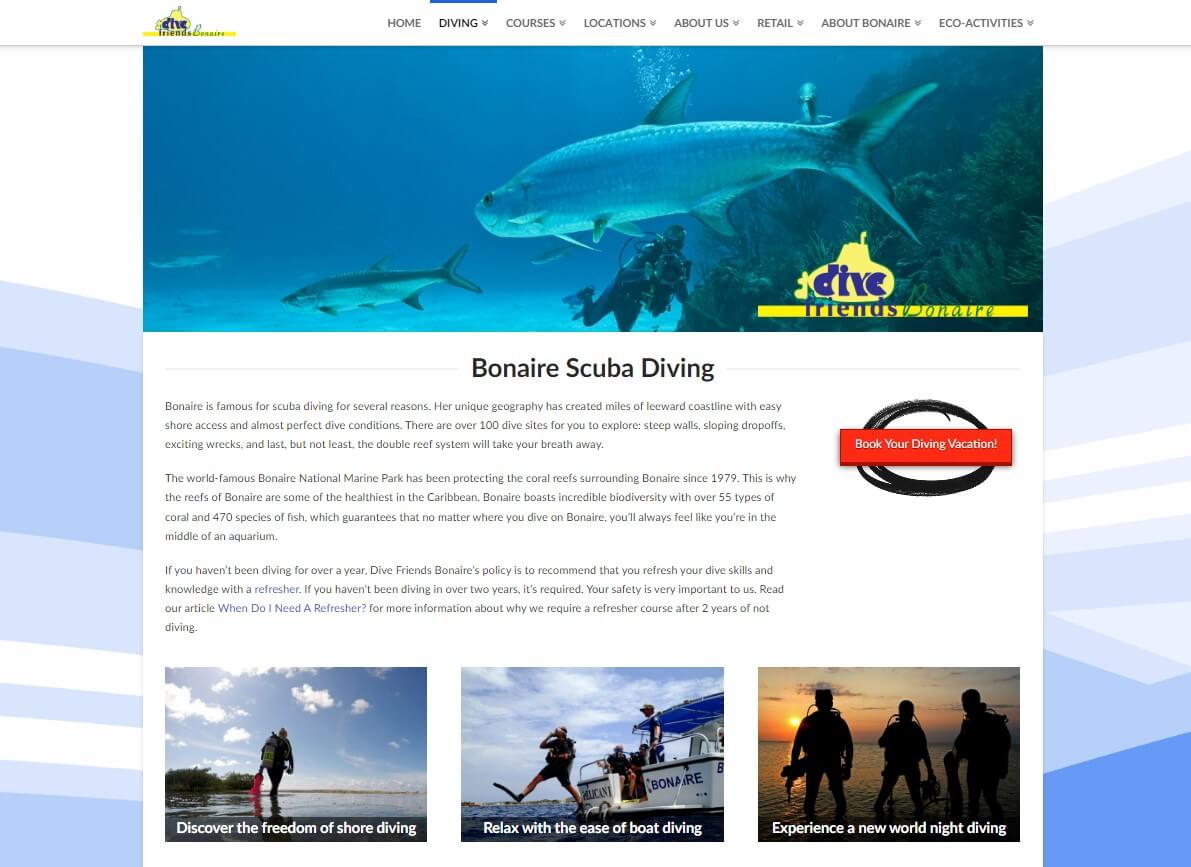 dive
friends Bonaire
HOME DIVING COURSES LOCATIONS ABOUT US RETAIL ABOUT BONAIRE ECO-ACTIVITIES
dive
friends Bonaire
Bonaire Scuba Diving
Bonaire is famous for scuba diving for several reasons. Her unique geography has created miles of leeward coastline with easy
shore access and almost perfect dive conditions. There are over 100 dive sites for you to explore: steep walls, sloping dropoffs,
exciting wrecks, and last, but not least, the double reef system will take your breath away.
Book Your Diving Vacation!
The world-famous Bonaire National Marine Park has been protecting the coral reefs surrounding Bonaire since 1979. This is why
the reefs of Bonaire are some of the healthiest in the Caribbean. Bonaire boasts incredible biodiversity with over 55 types of
coral and 470 species of fish, which guarantees that no matter where you dive on Bonaire, you’ll always feel like you’re in the
middle of an aquarium.
If you haven’t been diving for over a year, Dive Friends Bonaire’s policy is to recommend that you refresh your dive skills and
knowledge with a refresher. If you haven’t been diving in over two years, it’s required. Your safety is very important to us. Read
our article When Do I Need A Refresher? for more information about why we require a refresher course after 2 years of not
diving.
PELICAN I
BONAIRE
B
Discover the freedom of shore diving
Relax with the ease of boat diving
Experience a new world night diving